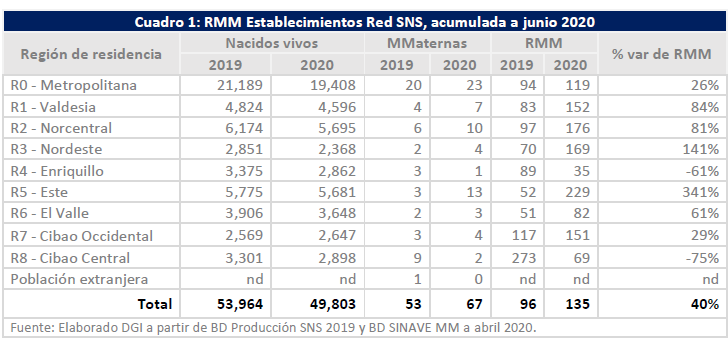 Cuadro 1: RMM Establecimientos Red SNS, acumulada a junio 2020
Región de residencia Nacidos vivos MMaternas RMM % var de RMM
2019 2020 2019 2020 2019 2020
R0 - Metropolitana 21,189 19,408 20 23 94 119 26%
R1 - Valdesia 4,824 4,596 4 7 83 152 84%
R2 - Norcentral 6,174 5,695 6 10 97 176 81%
R3 - Nordeste 2,851 2,368 2 4 70 169 141%
R4 - Enriquillo 3,375 2,862 3 1 89 35 -61%
R5 - Este 5,775 5,681 3 13 52 229 341%
R6 - El Valle 3,906 3,648 2 3 51 82 61%
R7 - Cibao Occidental 2,569 2,647 3 4 117 151 29%
R8 - Cibao Central 3,301 2,898 9 2 273 69 -75%
Población extranjera nd nd 1 0 nd nd nd
Total 53,964 49,803 53 67 96 135 40%
Fuente: Elaborado DGI a partir de BD Producción SNS 2019 y BD SINAVE MM a abril 2020.